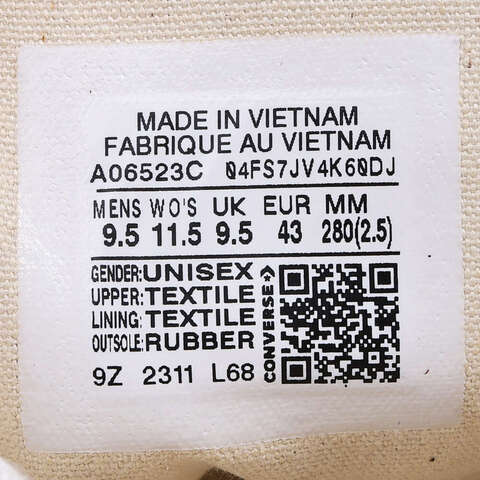 MADE IN VIETNAM
FABRIQUE AU VIETNAM
A06523C 04FS7JV4K60DJ
MENS WO'S UK EUR MM
9.5 11.5 9.5 43 280(2.5)
GENDER:UNISEX
UPPER:TEXTILE
LINING:TEXTILE
OUTSOLE:RUBBER
CONVERSE
9Z 2311 L68